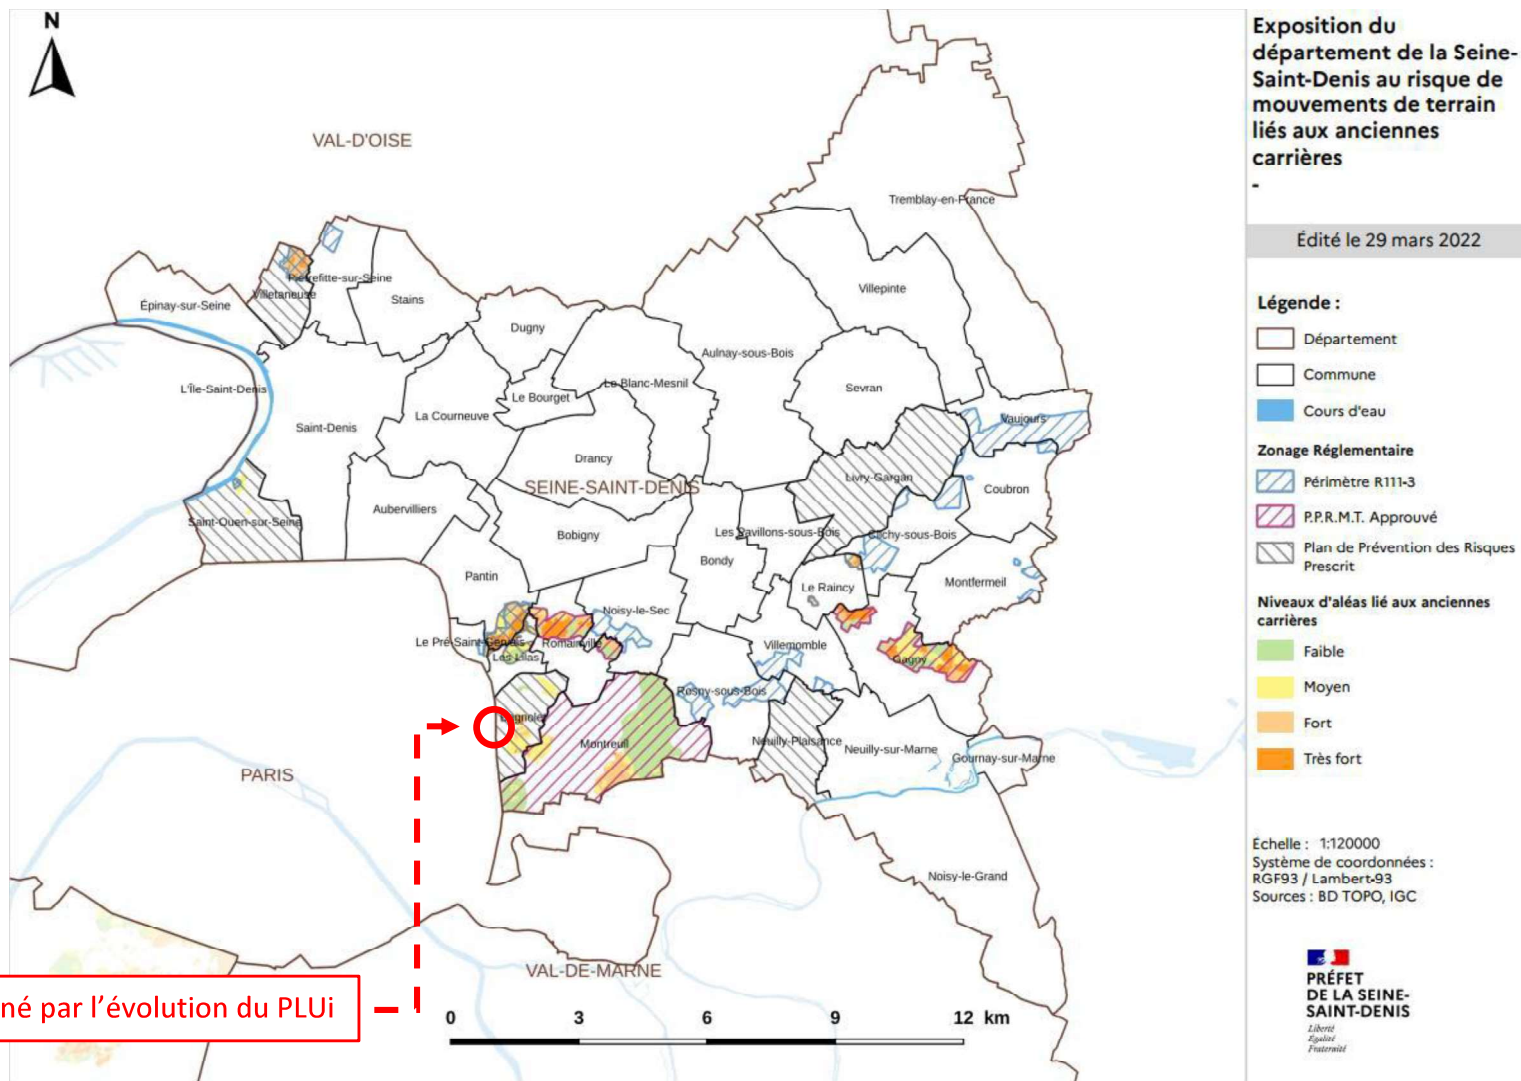 N
VAL-D'OISE
Tremblay-en-France
Pierrefitte-sur-Seine
Villetaneuse
Épinay-sur-Seine
Stains
Villepinte
Dugny
Aulnay-sous-Bois
L'Île-Saint-Denis
Le Blanc-Mesnil
Sevran
Le Bourget
La Courneuve
Saint-Denis
Vaujours
Drancy
SEINE-SAINT-DENIS
Livry-Gargan
Coubron
Aubervilliers
Saint-Ouen-sur-Seine
Bobigny
Les Pavillons-sous-Bois
Clichy-sous-Bois
Bondy
Pantin
Le Raincy
Montfermeil
Noisy-le-Sec
Le Pré-Saint-Gervais
Romainville
Villemomble
Les Lilas
Gagny
Rosny-sous-Bois
Bagnolet
Montreuil
Neuilly-Plaisance
Neuilly-sur-Marne
Gournay-sur-Marne
PARIS
Noisy-le-Grand
VAL-DE-MARNE
né par l'évolution du PLUi
0 3 6 9 12 km
Exposition du
département de la Seine-
Saint-Denis au risque de
mouvements de terrain
liés aux anciennes
carrières
-
Édité le 29 mars 2022
Légende :
Département
Commune
Cours d'eau
Zonage Réglementaire
Périmètre R111-3
P.P.R.M.T. Approuvé
Plan de Prévention des Risques
Prescrit
Niveaux d'aléas lié aux anciennes
carrières
Faible
Moyen
Fort
Très fort
Échelle : 1:120000
Système de coordonnées :
RGF93 / Lambert-93
Sources : BD TOPO, IGC
PRÉFET
DE LA SEINE-
SAINT-DENIS
Liberté
Égalité
Fraternité